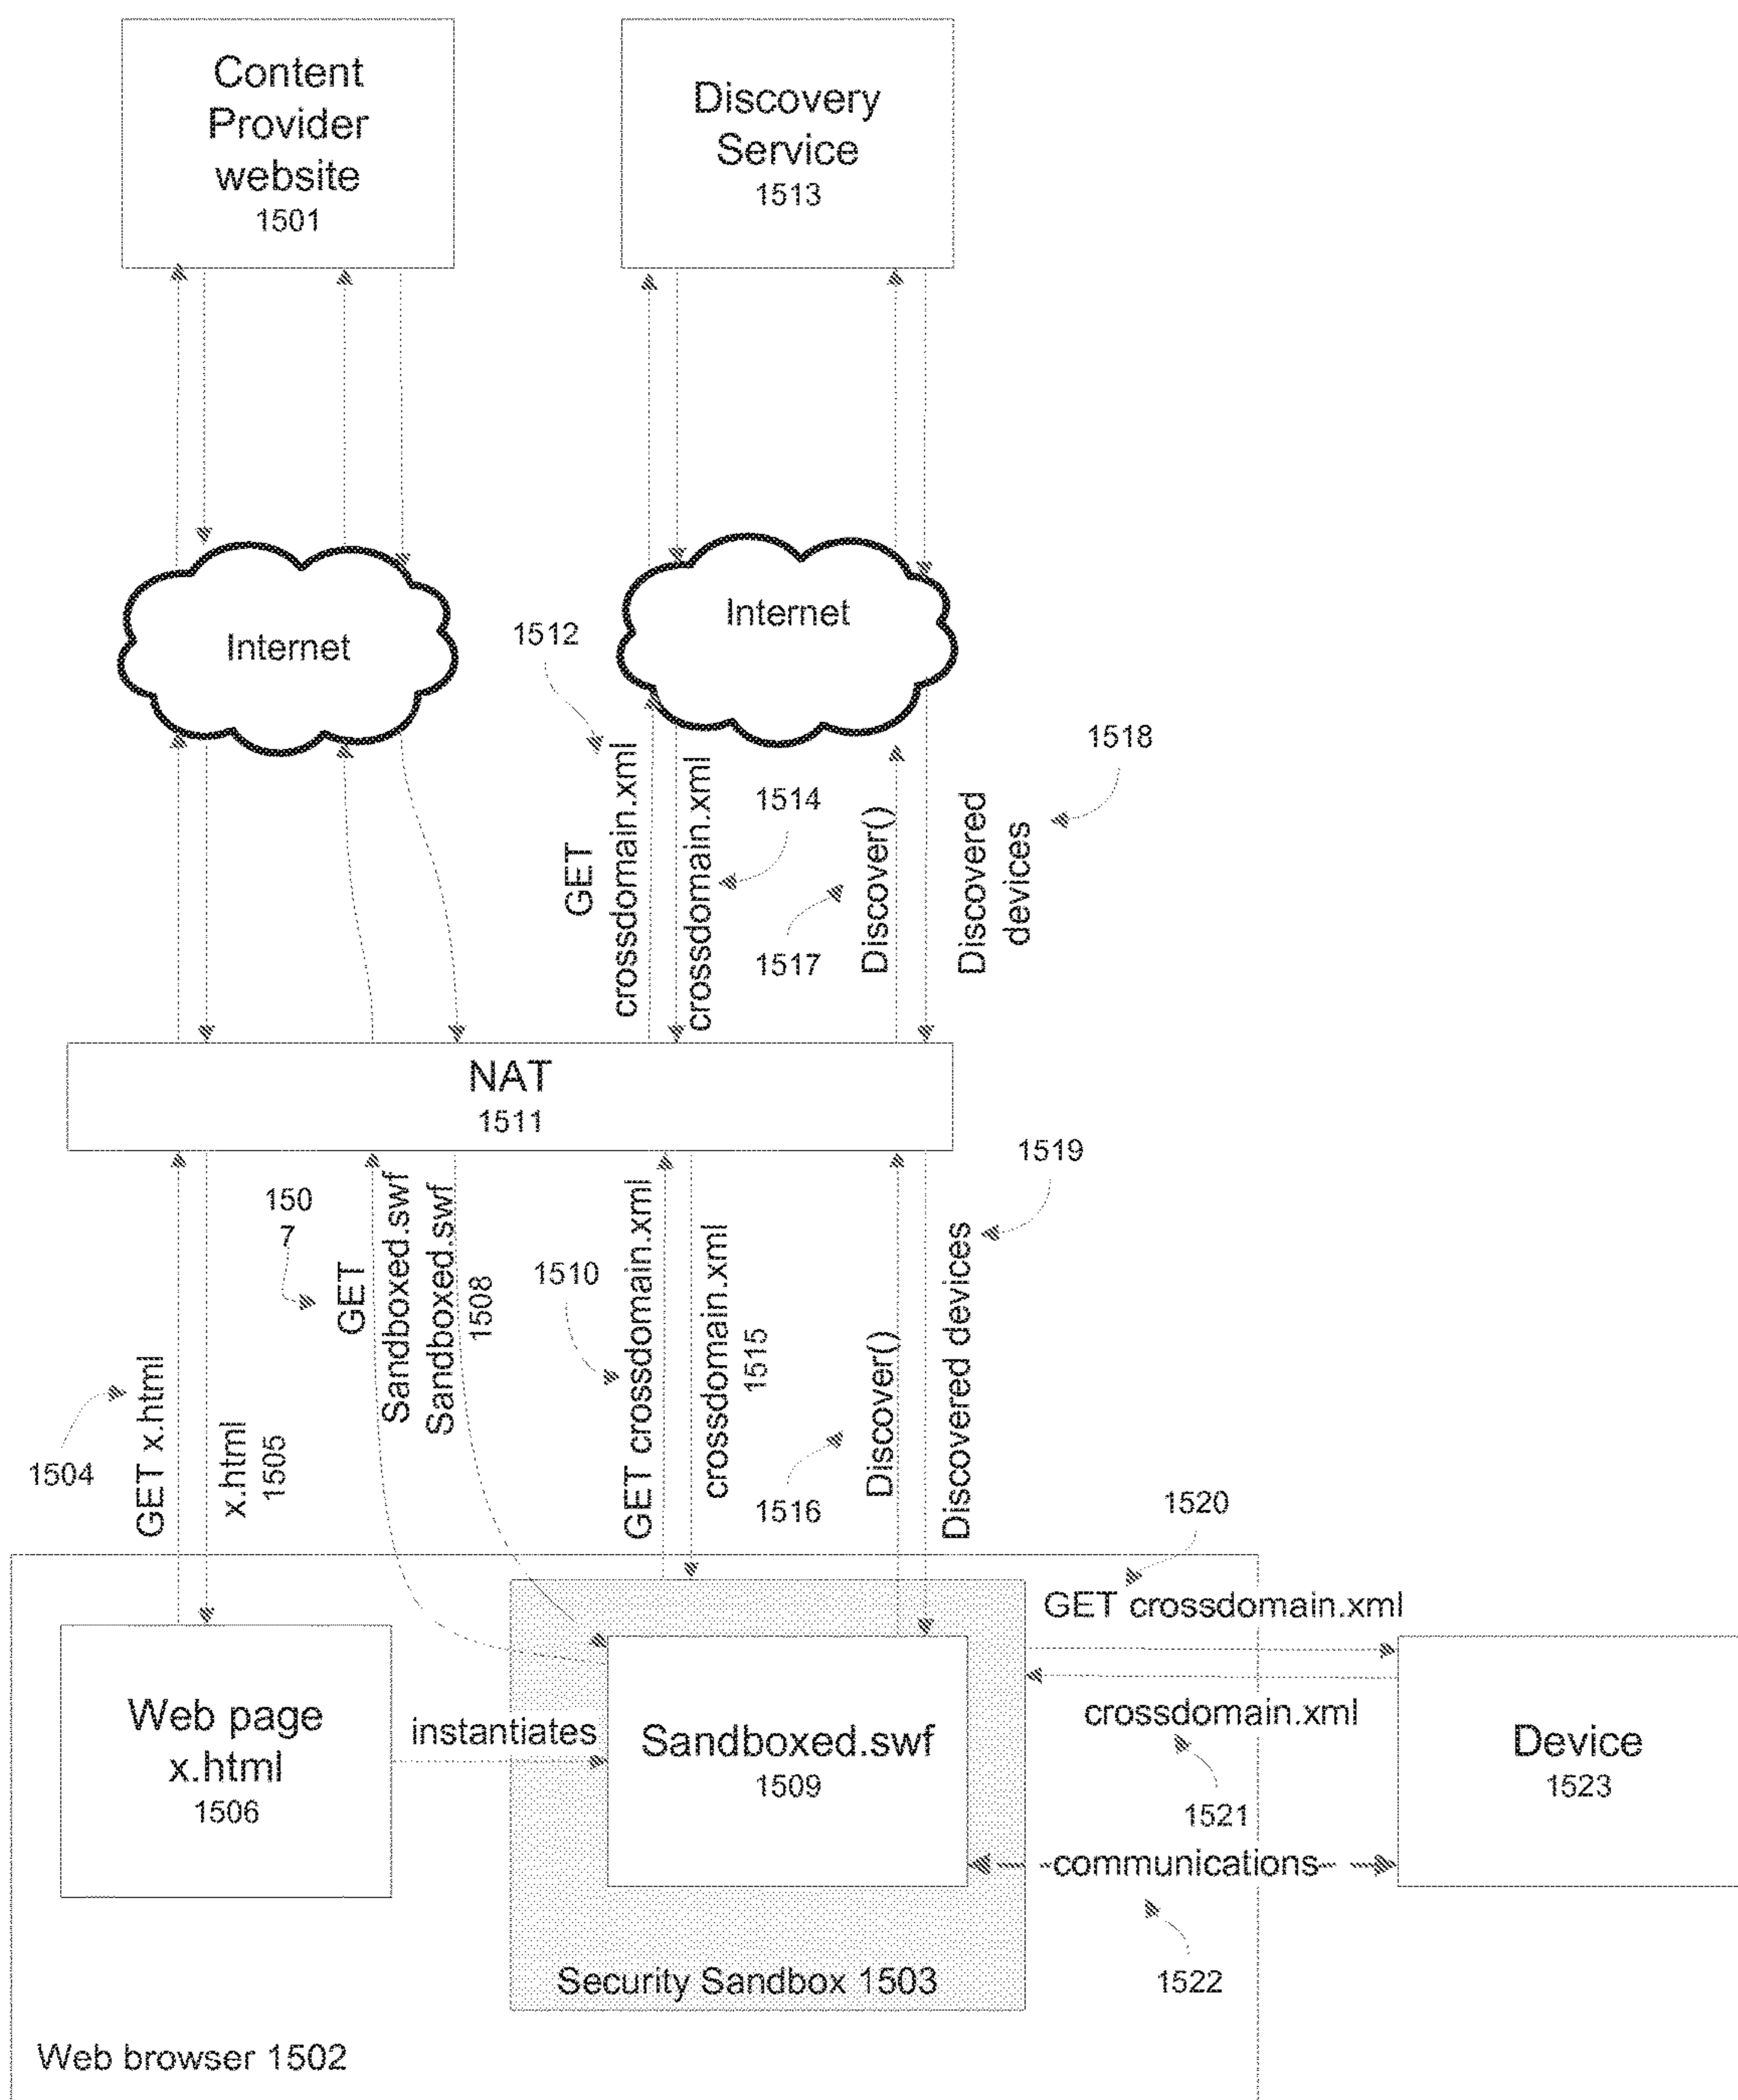 Content
Provider
website
1501
Discovery
Service
1513
Internet
Internet
1512
1518
GET
crossdomain.xml
crossdomain.xml
1514
1517
Discover()
Discovered
devices
NAT
1511
1519
150
7
GET
Sandboxed.swf
Sandboxed.swf
1508
1510
GET crossdomain.xml
crossdomain.xml
1515
Discover()
1516
Discovered devices
1504
GET x.html
x.html
1505
1520
GET crossdomain.xml
Web page
x.html
1506
instantiates
Sandboxed.swf
1509
crossdomain.xml
1521
Device
1523
communications
1522
Security Sandbox 1503
Web browser 1502